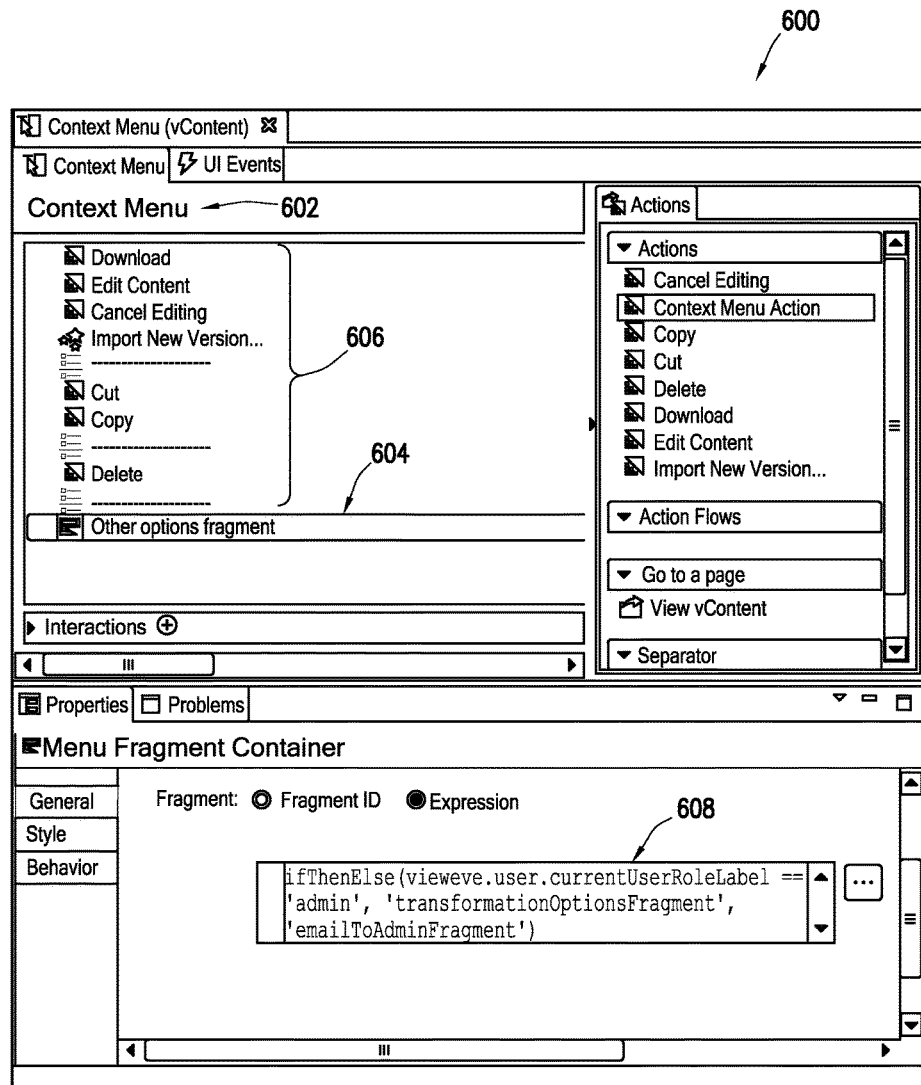 600
Context Menu (vContent)
Context Menu UI Events
Context Menu 602
Download
Edit Content
Cancel Editing
Import New Version...
--------------------
Cut
Copy
--------------------
Delete
--------------------
606
604
Other options fragment
Interactions
Actions
Actions
Cancel Editing
Context Menu Action
Copy
Cut
Delete
Download
Edit Content
Import New Version...
Action Flows
Go to a page
View vContent
Separator
Properties Problems
Menu Fragment Container
General
Style
Behavior
Fragment: Fragment ID Expression
608
ifThenElse(vieweve.user.currentUserRoleLabel ==
'admin', 'transformationOptionsFragment',
'emailToAdminFragment')
...